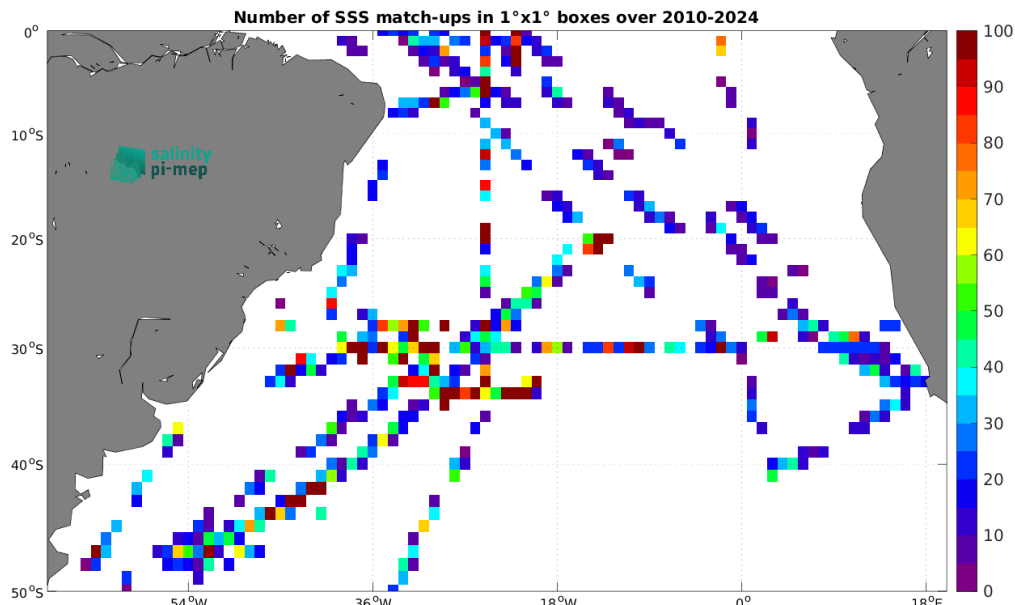 Number of SSS match-ups in 1°x1° boxes over 2010-2024
0°
10°S
20°S
30°S
40°S
50°S
54°W
36°W
18°W
0°
18°E
salinity
pi-mep
100
90
80
70
60
50
40
30
20
10
0